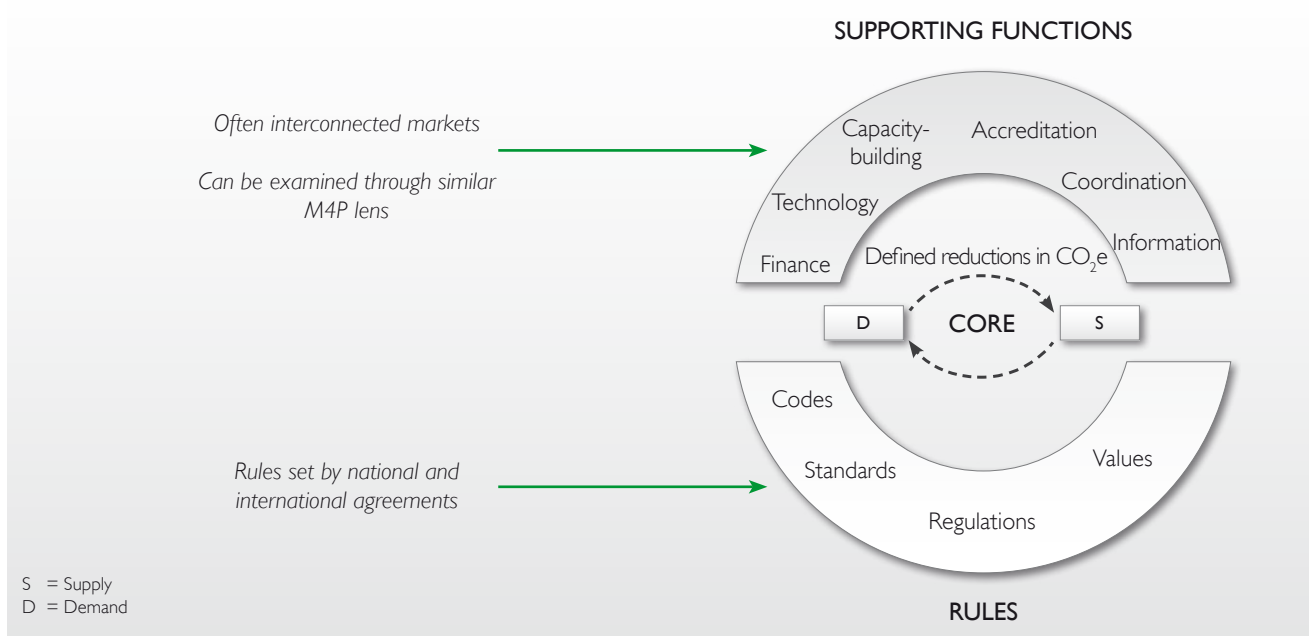 SUPPORTING FUNCTIONS
Often interconnected markets
Can be examined through similar
M4P lens
Capacity-
building
Accreditation
Coordination
Technology
Information
Finance
Defined reductions in CO₂e
D
CORE
S
Codes
Standards
Values
Regulations
Rules set by national and
international agreements
S = Supply
D = Demand
RULES